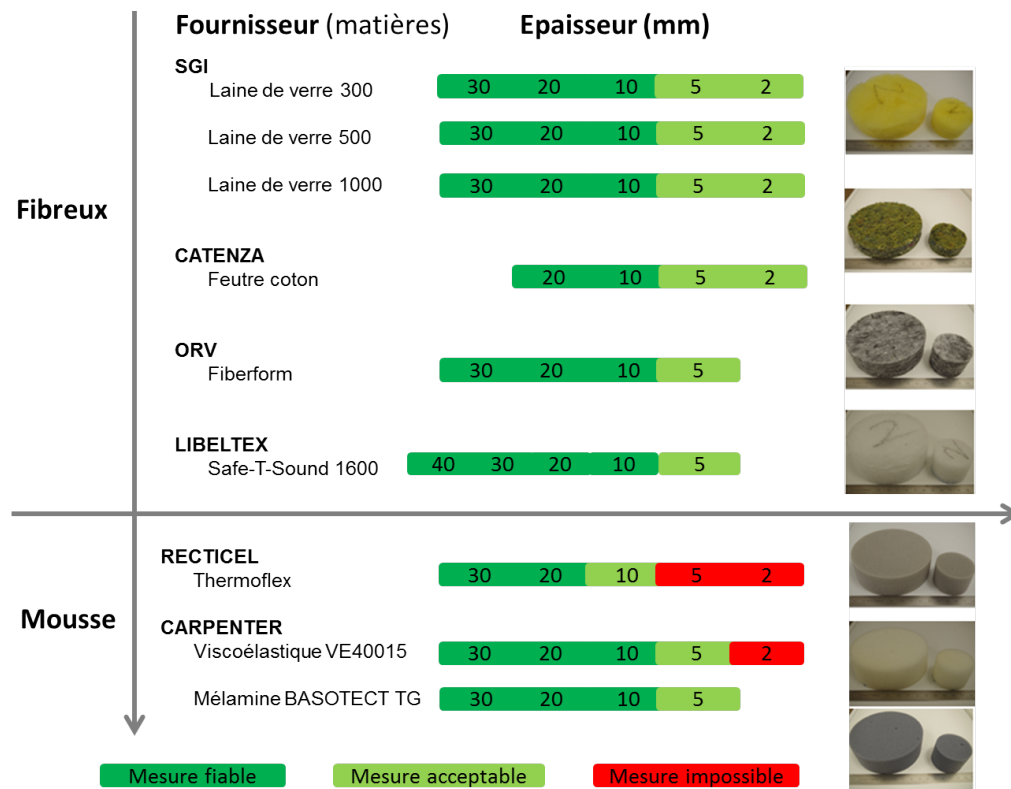 Fournisseur (matières) Epaisseur (mm)
SGI
Laine de verre 300 30 20 10 5 2
Laine de verre 500 30 20 10 5 2
Laine de verre 1000 30 20 10 5 2
Fibreux
CATENZA
Feutre coton 20 10 5 2
ORV
Fiberform 30 20 10 5
LIBELTEX
Safe-T-Sound 1600 40 30 20 10 5
RECTICEL
Thermoflex 30 20 10 5 2
Mousse
CARPENTER
Viscoélastique VE40015 30 20 10 5 2
Mélamine BASOTECT TG 30 20 10 5
Mesure fiable Mesure acceptable Mesure impossible